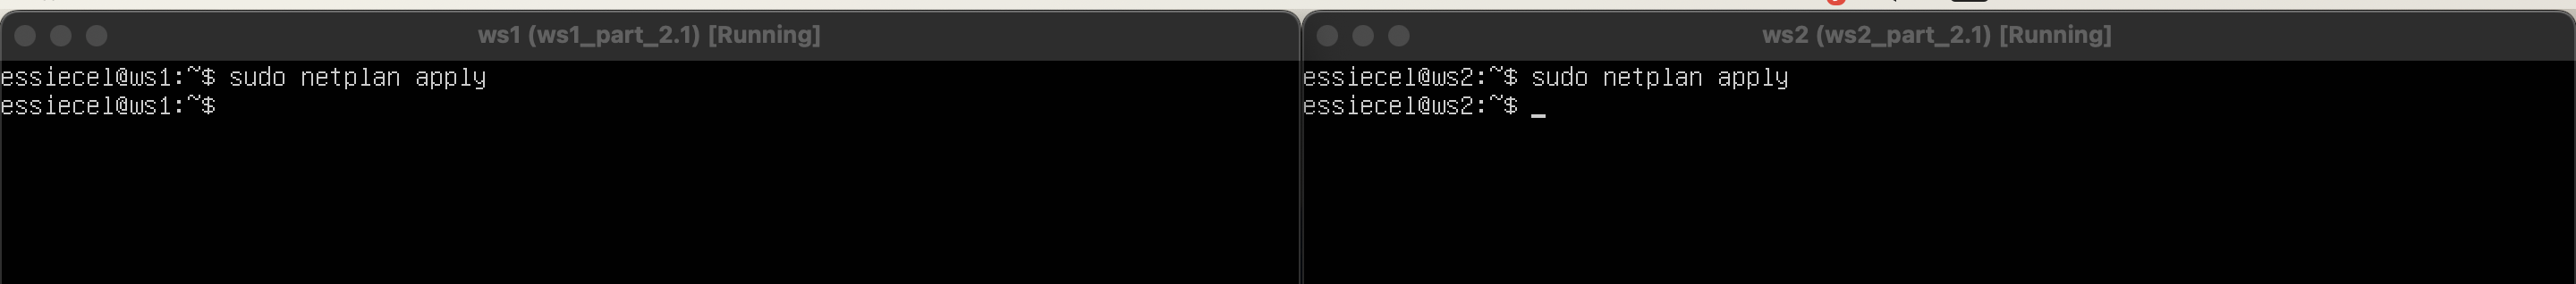 ws1 (ws1_part_2.1) [Running]
essiecel@ws1:~$ sudo netplan apply
essiecel@ws1:~$
ws2 (ws2_part_2.1) [Running]
essiecel@ws2:~$ sudo netplan apply
essiecel@ws2:~$ _